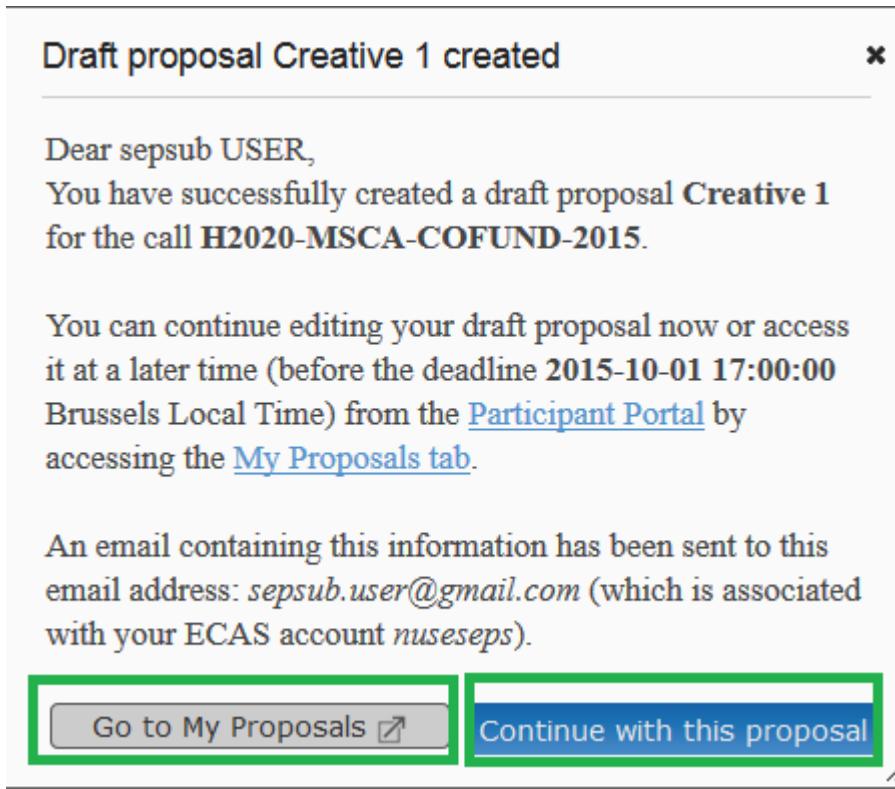 Draft proposal Creative 1 created
Dear sepsub USER,
You have successfully created a draft proposal Creative 1
for the call H2020-MSCA-COFUND-2015.
You can continue editing your draft proposal now or access
it at a later time (before the deadline 2015-10-01 17:00:00
Brussels Local Time) from the Participant Portal by
accessing the My Proposals tab.
An email containing this information has been sent to this
email address: sepsub.user@gmail.com (which is associated
with your ECAS account nuseseps).
Go to My Proposals
Continue with this proposal